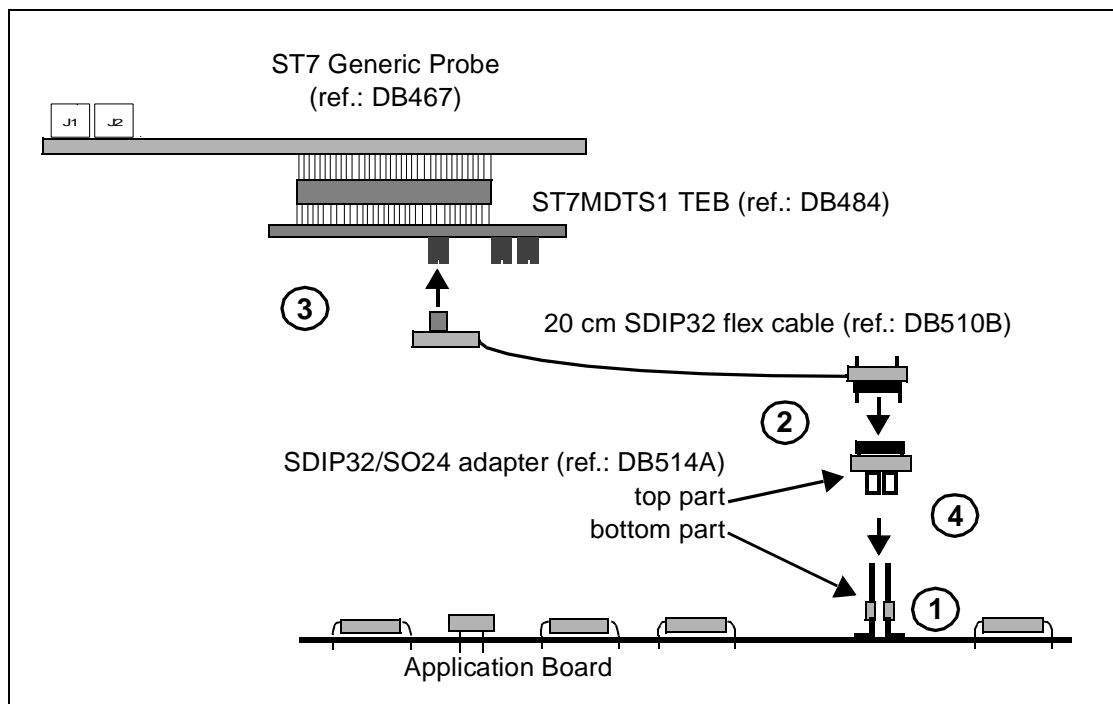 ST7 Generic Probe
(ref.: DB467)
J1 J2
ST7MDTS1 TEB (ref.: DB484)
3
20 cm SDIP32 flex cable (ref.: DB510B)
2
SDIP32/SO24 adapter (ref.: DB514A)
top part
4
bottom part
1
Application Board